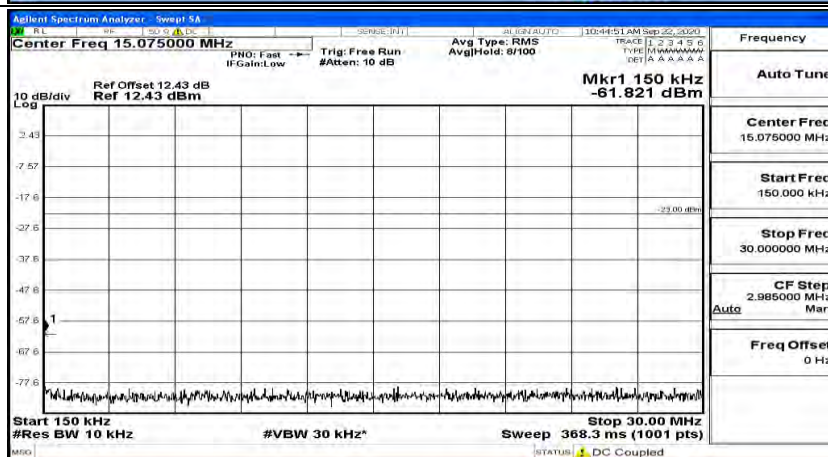 Agilent Spectrum Analyzer - Swept SA
RL RF 50 Ω DC SENSE:INT ALIGN AUTO 10:44:51 AM Sep 22, 2020
Center Freq 15.075000 MHz
PNO: Fast
IFGain:Low
Trig: Free Run
#Atten: 10 dB
Avg Type: RMS
Avg|Hold: 8/100
TRACE 1 2 3 4 5 6
TYPE MWWWWW
DET A A A A A A
Ref Offset 12.43 dB
10 dB/div Ref 12.43 dBm
Log
Mkr1 150 kHz
-61.821 dBm
2.43
-7.57
-17.6
-23.00 dBm
-27.6
-37.6
-47.6
-57.6
1
-67.6
-77.6
Start 150 kHz
Stop 30.00 MHz
#Res BW 10 kHz
#VBW 30 kHz*
Sweep 368.3 ms (1001 pts)
MSG
STATUS DC Coupled
Frequency
Auto Tune
Center Freq
15.075000 MHz
Start Freq
150.000 kHz
Stop Freq
30.000000 MHz
CF Step
2.985000 MHz
Auto Man
Freq Offset
0 Hz